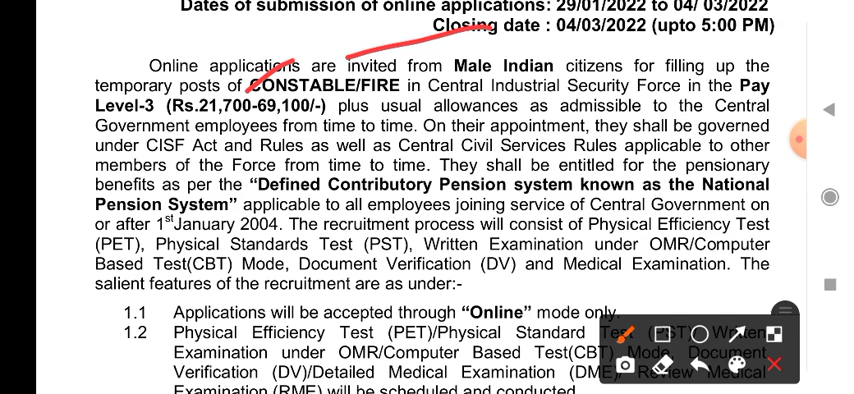 Dates of submission of online applications: 29/01/2022 to 04/ 03/2022
Closing date : 04/03/2022 (upto 5:00 PM)
Online applications are invited from Male Indian citizens for filling up the
temporary posts of CONSTABLE/FIRE in Central Industrial Security Force in the Pay
Level-3 (Rs.21,700-69,100/-) plus usual allowances as admissible to the Central
Government employees from time to time. On their appointment, they shall be governed
under CISF Act and Rules as well as Central Civil Services Rules applicable to other
members of the Force from time to time. They shall be entitled for the pensionary
benefits as per the “Defined Contributory Pension system known as the National
Pension System” applicable to all employees joining service of Central Government on
or after 1st January 2004. The recruitment process will consist of Physical Efficiency Test
(PET), Physical Standards Test (PST), Written Examination under OMR/Computer
Based Test(CBT) Mode, Document Verification (DV) and Medical Examination. The
salient features of the recruitment are as under:-
1.1 Applications will be accepted through “Online” mode only.
1.2 Physical Efficiency Test (PET)/Physical Standard Test (PST), Written
Examination under OMR/Computer Based Test(CBT) Mode, Document
Verification (DV)/Detailed Medical Examination (DME)/ Review Medical
Examination (RME) will be scheduled and conducted